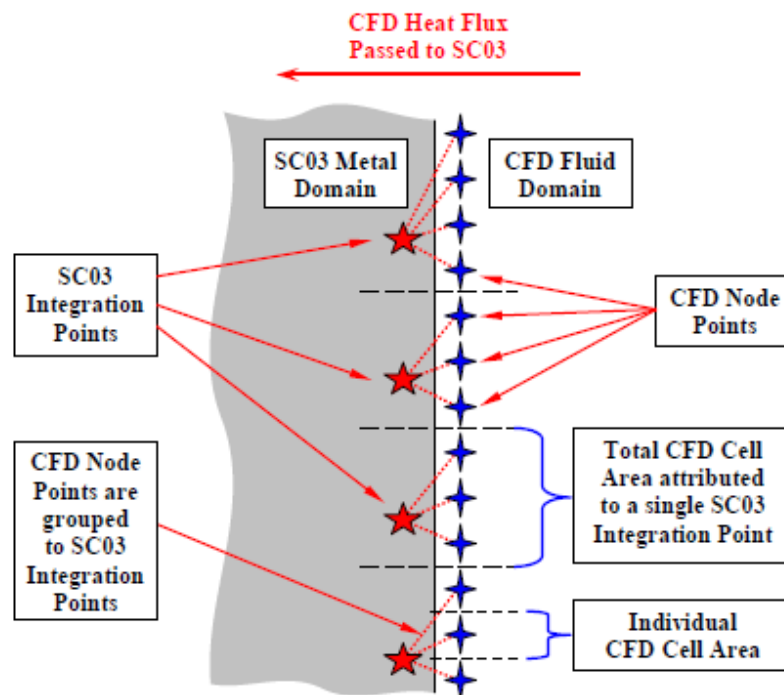 CFD Heat Flux
Passed to SC03
SC03 Metal
Domain
CFD Fluid
Domain
SC03
Integration
Points
CFD Node
Points
CFD Node
Points are
grouped
to SC03
Integration
Points
Total CFD Cell
Area attributed
to a single SC03
Integration Point
Individual
CFD Cell Area